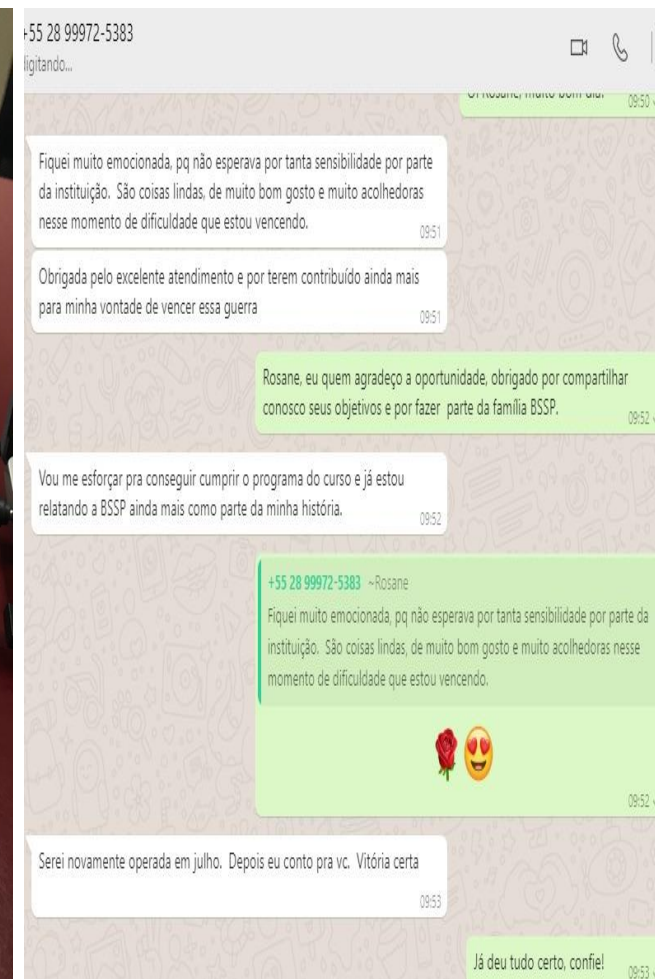 +55 28 99972-5383
digitando...
Oi Rosane, muito bom dia!
09:50
Fiquei muito emocionada, pq não esperava por tanta sensibilidade por parte
da instituição. São coisas lindas, de muito bom gosto e muito acolhedoras
nesse momento de dificuldade que estou vencendo.
09:51
Obrigada pelo excelente atendimento e por terem contribuído ainda mais
para minha vontade de vencer essa guerra
09:51
Rosane, eu quem agradeço a oportunidade, obrigado por compartilhar
conosco seus objetivos e por fazer parte da família BSSP.
09:52
Vou me esforçar pra conseguir cumprir o programa do curso e já estou
relatando a BSSP ainda mais como parte da minha história.
09:52
+55 28 99972-5383 ~Rosane
Fiquei muito emocionada, pq não esperava por tanta sensibilidade por parte da
instituição. São coisas lindas, de muito bom gosto e muito acolhedoras nesse
momento de dificuldade que estou vencendo.
🌹😍
09:52
Serei novamente operada em julho. Depois eu conto pra vc. Vitória certa
09:53
Já deu tudo certo, confie!
09:53